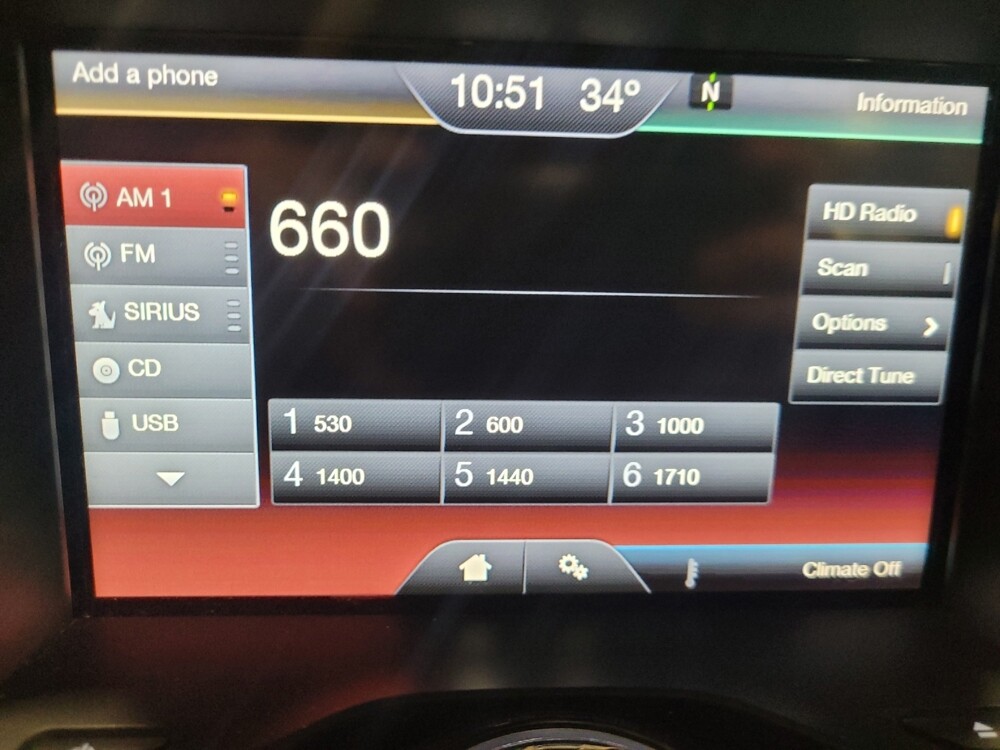 Add a phone
10:51 34°
N
Information
AM 1
FM
SIRIUS
CD
USB
660
HD Radio
Scan
Options
Direct Tune
1 530
2 600
3 1000
4 1400
5 1440
6 1710
Climate Off